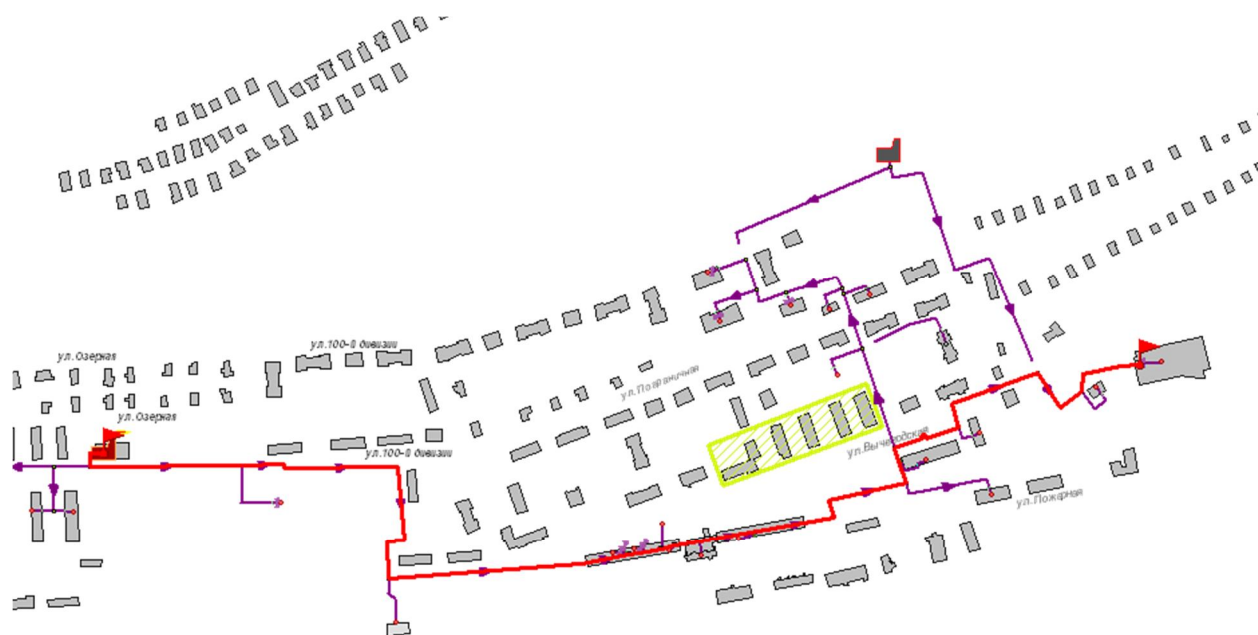 ул.100-й дивизии
ул.Озерная
ул.Пограничная
ул.Озерная
ул.Вычегодская
ул.100-й дивизии
ул.Пожарная